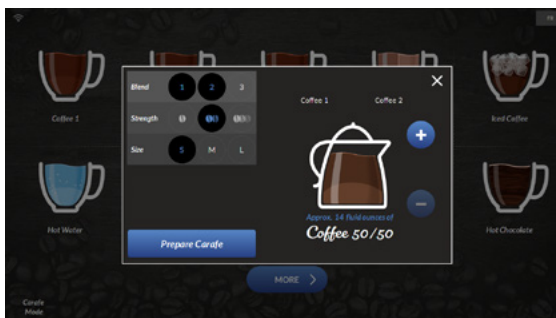 Blend 1 2 3
Strength
Size S M L
Coffee 1 Coffee 2
Approx. 14 fluid ounces of
Coffee 50/50
Prepare Carafe
Coffee 1
Iced Coffee
Hot Water
Hot Chocolate
MORE
Carafe
Mode